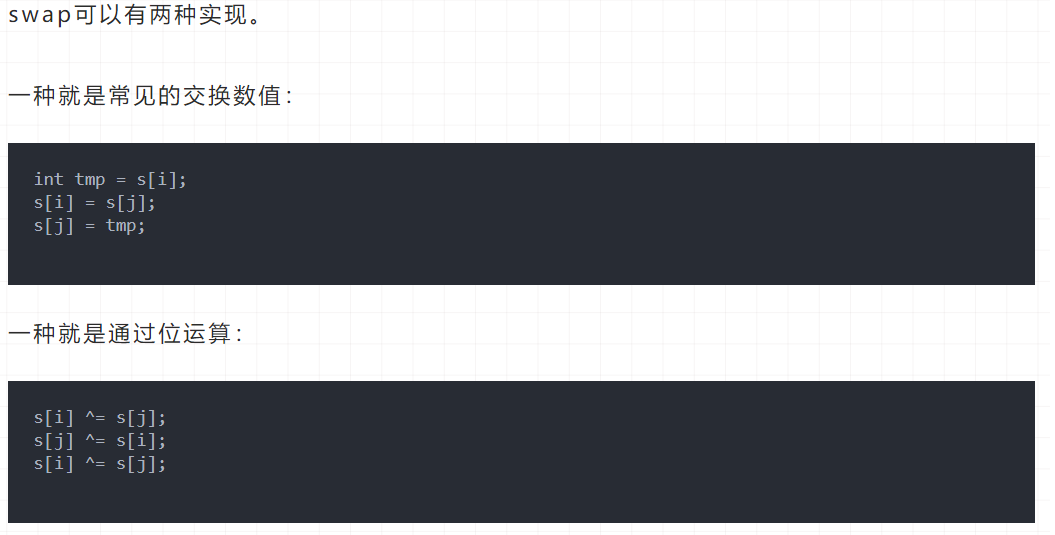 swap可以有两种实现。
一种就是常见的交换数值：
int tmp = s[i];
s[i] = s[j];
s[j] = tmp;
一种就是通过位运算：
s[i] ^= s[j];
s[j] ^= s[i];
s[i] ^= s[j];